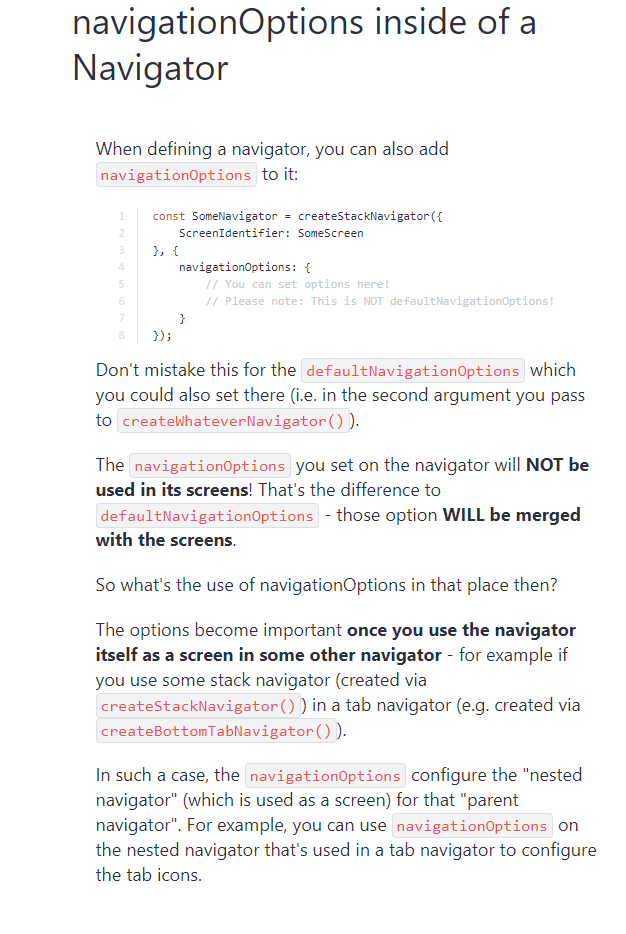 navigationOptions inside of a
Navigator
When defining a navigator, you can also add
navigationOptions to it:
1 const SomeNavigator = createStackNavigator({
2     ScreenIdentifier: SomeScreen
3 }, {
4     navigationOptions: {
5         // You can set options here!
6         // Please note: This is NOT defaultNavigationOptions!
7     }
8 });
Don't mistake this for the defaultNavigationOptions which
you could also set there (i.e. in the second argument you pass
to createWhateverNavigator() ).
The navigationOptions you set on the navigator will NOT be
used in its screens! That's the difference to
defaultNavigationOptions - those option WILL be merged
with the screens.
So what's the use of navigationOptions in that place then?
The options become important once you use the navigator
itself as a screen in some other navigator - for example if
you use some stack navigator (created via
createStackNavigator() ) in a tab navigator (e.g. created via
createBottomTabNavigator() ).
In such a case, the navigationOptions configure the "nested
navigator" (which is used as a screen) for that "parent
navigator". For example, you can use navigationOptions on
the nested navigator that's used in a tab navigator to configure
the tab icons.